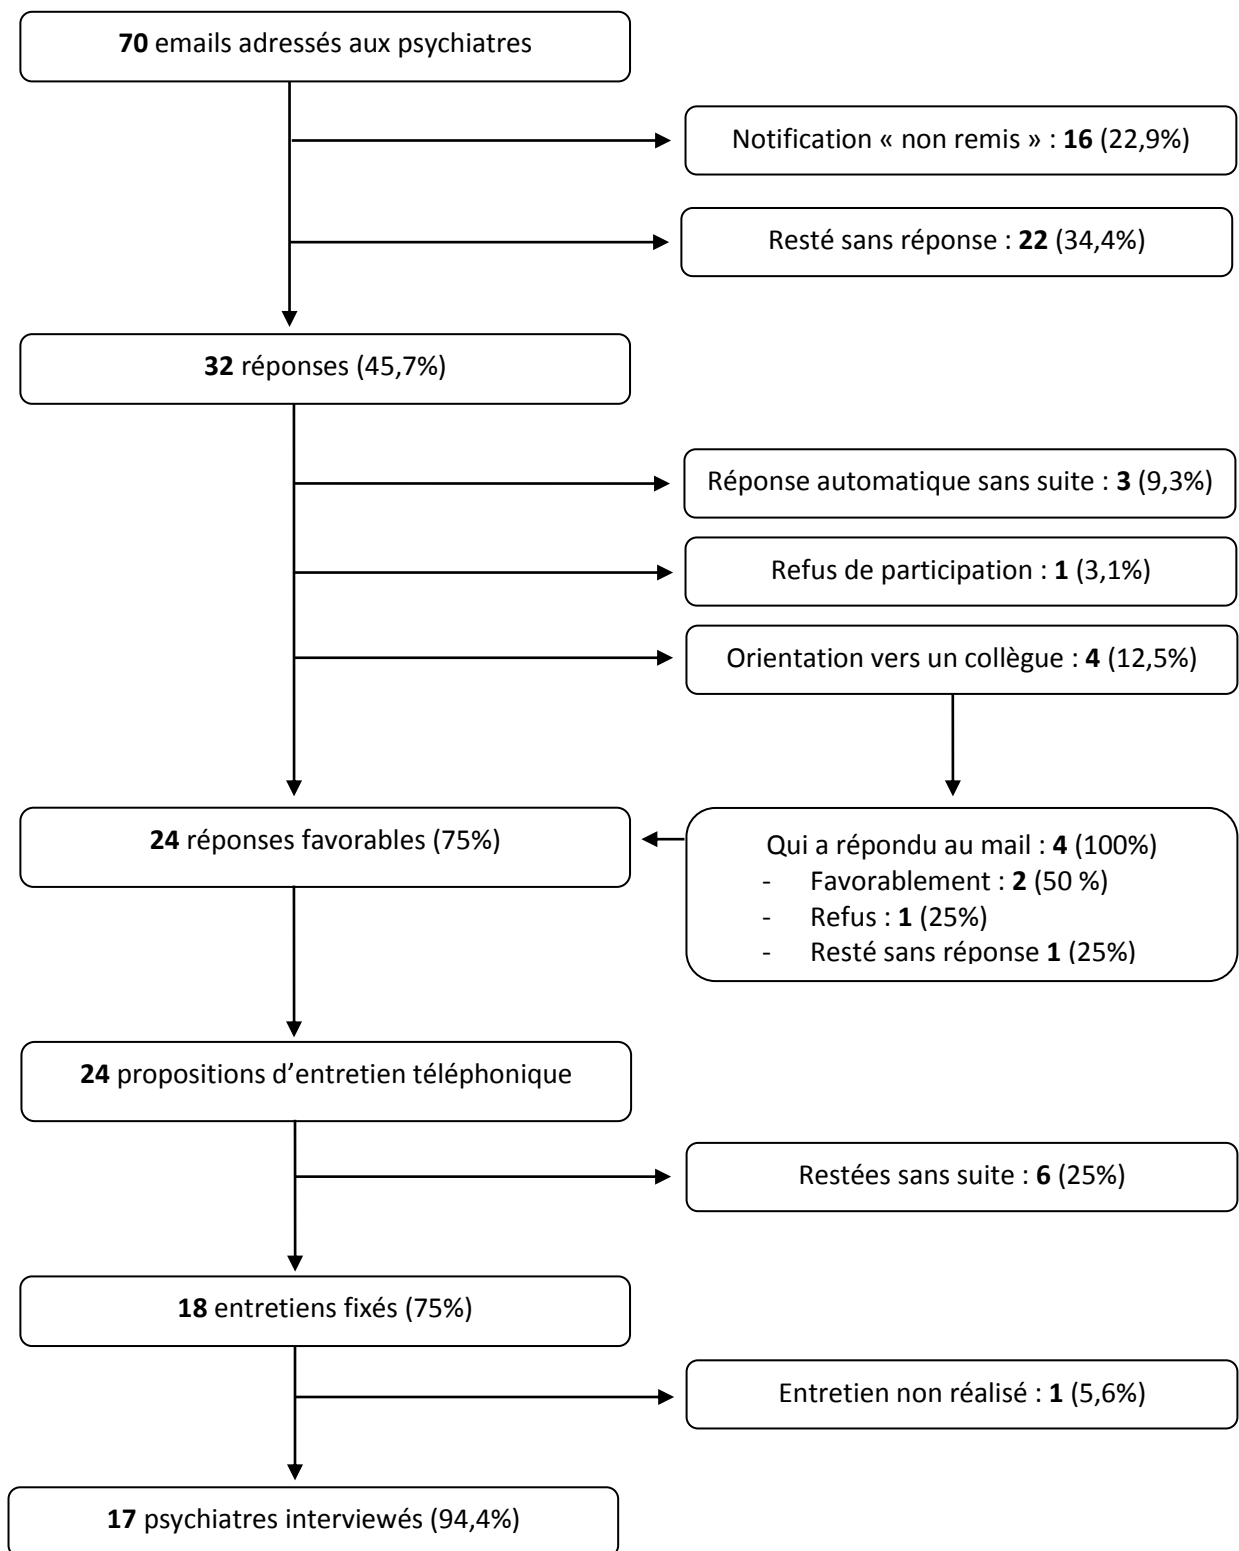 70 emails adressés aux psychiatres
Notification « non remis » : 16 (22,9%)
Resté sans réponse : 22 (34,4%)
32 réponses (45,7%)
Réponse automatique sans suite : 3 (9,3%)
Refus de participation : 1 (3,1%)
Orientation vers un collègue : 4 (12,5%)
24 réponses favorables (75%)
Qui a répondu au mail : 4 (100%)
- Favorablement : 2 (50 %)
- Refus : 1 (25%)
- Resté sans réponse 1 (25%)
24 propositions d’entretien téléphonique
Restées sans suite : 6 (25%)
18 entretiens fixés (75%)
Entretien non réalisé : 1 (5,6%)
17 psychiatres interviewés (94,4%)